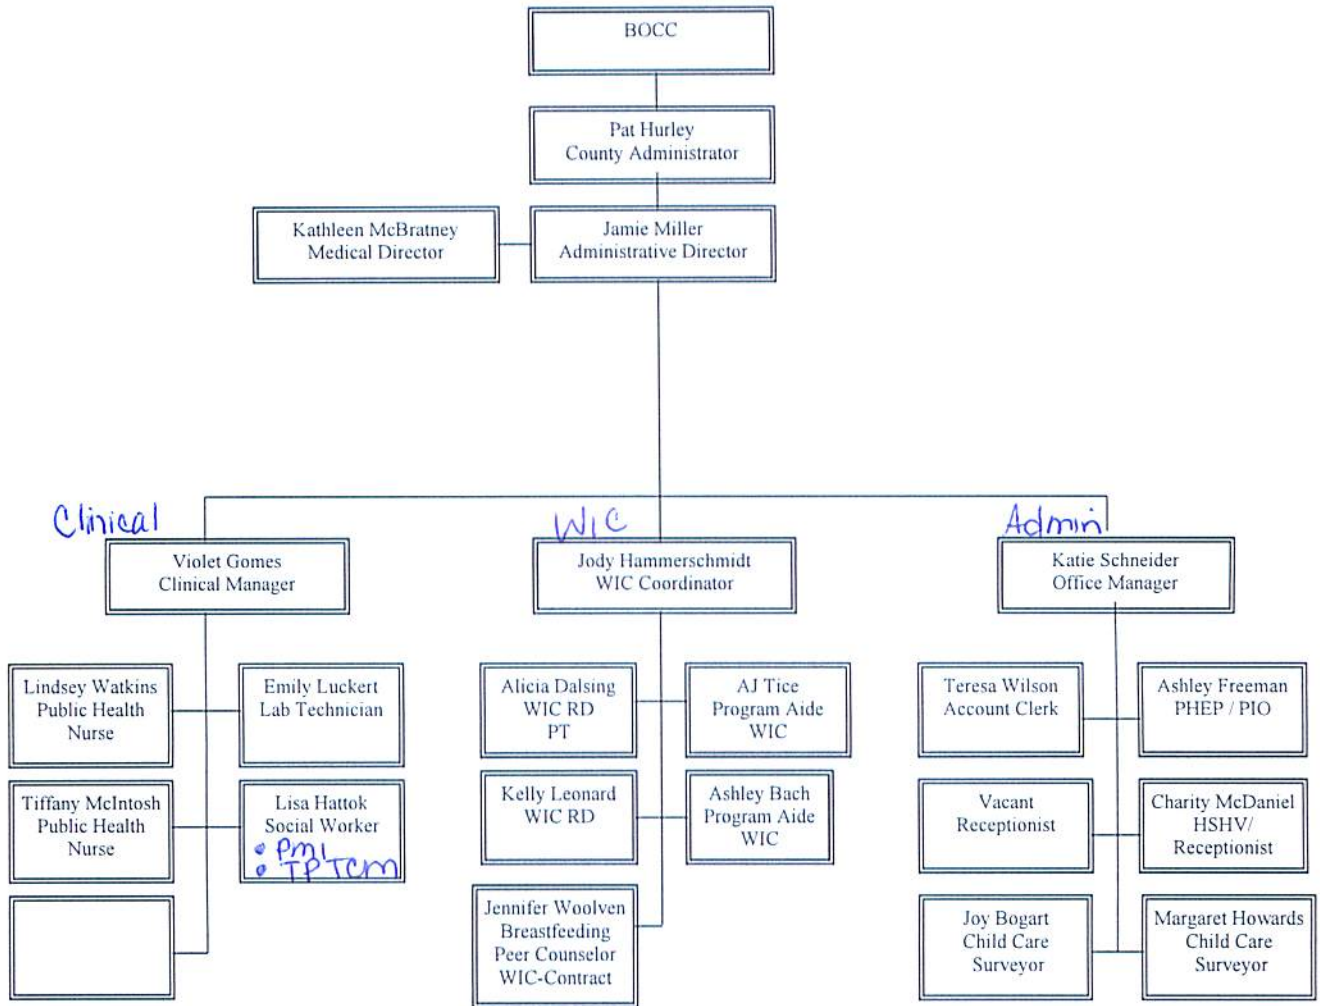 BOCC
Pat Hurley
County Administrator
Kathleen McBratney
Medical Director
Jamie Miller
Administrative Director
Clinical
Violet Gomes
Clinical Manager
WIC
Jody Hammerschmidt
WIC Coordinator
Admin
Katie Schneider
Office Manager
Lindsey Watkins
Public Health
Nurse
Emily Luckert
Lab Technician
Tiffany McIntosh
Public Health
Nurse
Lisa Hattok
Social Worker
• PMI
• TPTCM
Alicia Dalsing
WIC RD
PT
AJ Tice
Program Aide
WIC
Kelly Leonard
WIC RD
Ashley Bach
Program Aide
WIC
Jennifer Woolven
Breastfeeding
Peer Counselor
WIC-Contract
Teresa Wilson
Account Clerk
Ashley Freeman
PHEP / PIO
Vacant
Receptionist
Charity McDaniel
HSHV/
Receptionist
Joy Bogart
Child Care
Surveyor
Margaret Howards
Child Care
Surveyor